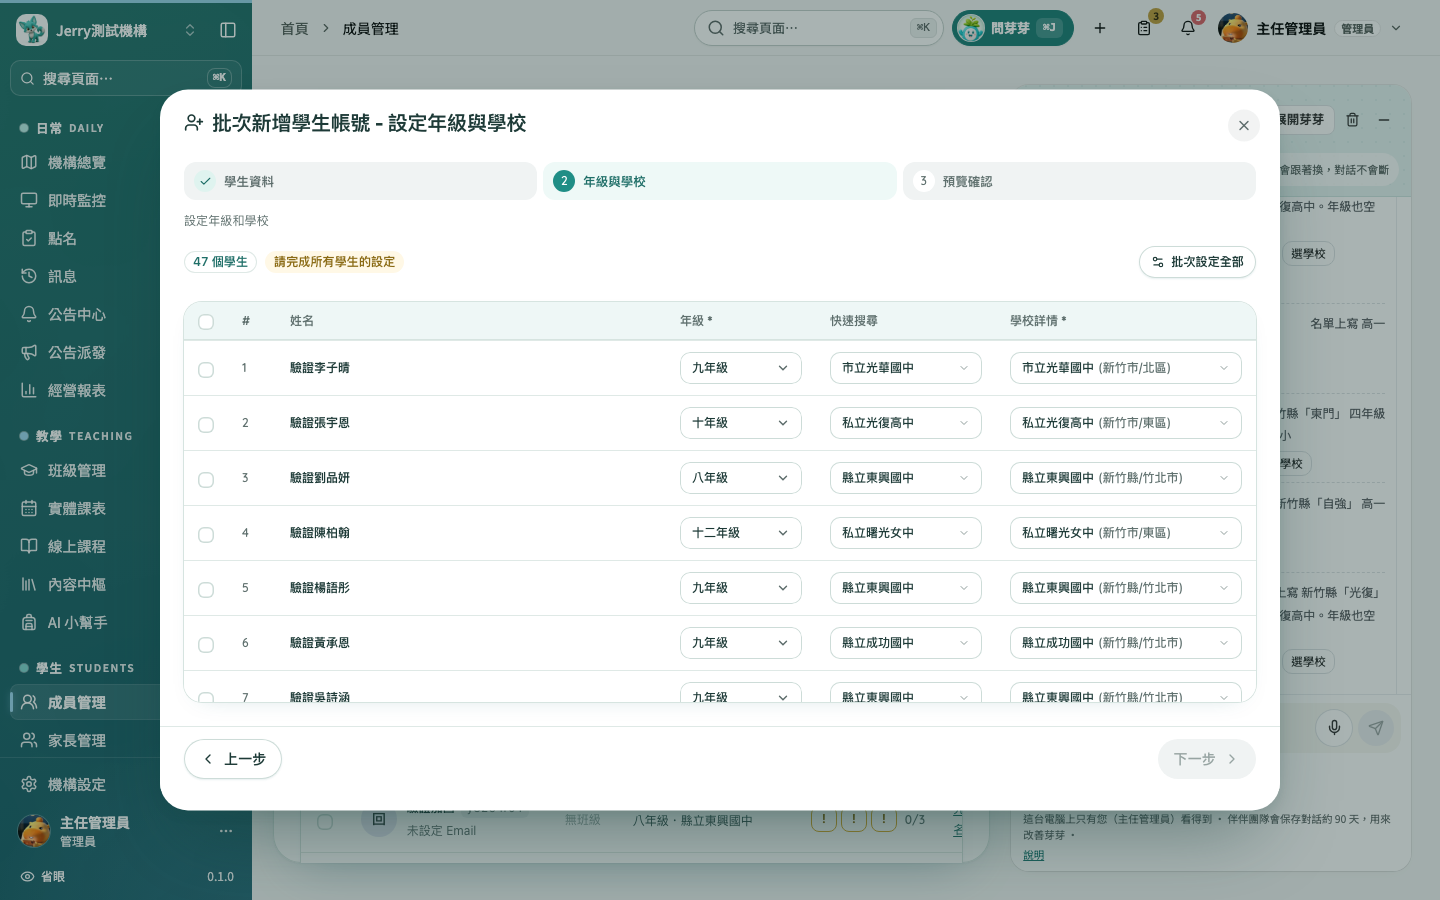 Jerry測試機構
搜尋頁面… ⌘K
日常 DAILY
機構總覽
即時監控
點名
訊息
公告中心
公告派發
經營報表
教學 TEACHING
班級管理
實體課表
線上課程
內容中樞
AI 小幫手
學生 STUDENTS
成員管理
家長管理
機構設定
主任管理員
管理員
省眼 0.1.0
首頁 > 成員管理
搜尋頁面… ⌘K
問芽芽 ⌘J
3
5
主任管理員 管理員
批次新增學生帳號 - 設定年級與學校
學生資料
2 年級與學校
3 預覽確認
設定年級和學校
47 個學生 請完成所有學生的設定
批次設定全部
# 姓名 年級 * 快速搜尋 學校詳情 *
1 驗證李子晴 九年級 市立光華國中 市立光華國中 (新竹市/北區)
2 驗證張宇恩 十年級 私立光復高中 私立光復高中 (新竹市/東區)
3 驗證劉品妍 八年級 縣立東興國中 縣立東興國中 (新竹縣/竹北市)
4 驗證陳柏翰 十二年級 私立曙光女中 私立曙光女中 (新竹市/東區)
5 驗證楊語彤 九年級 縣立東興國中 縣立東興國中 (新竹縣/竹北市)
6 驗證黃承恩 九年級 縣立成功國中 縣立成功國中 (新竹縣/竹北市)
7 驗證吳詩涵 九年級 縣立東興國中 縣立東興國中 (新竹縣/竹北市)
上一步
下一步
展開芽芽
會跟著換，對話不會斷
復高中。年級也空
選學校
名單上寫 高一
竹縣「東門」 四年級
小
學校
新竹縣「自強」 高一
上寫 新竹縣「光復」
復高中。年級也空
選學校
回
未設定 Email
無班級
八年級・縣立東興國中
! ! ! 0/3
這台電腦上只有您（主任管理員）看得到 ・ 伴伴團隊會保存對話約 90 天，用來
改善芽芽 ・
說明